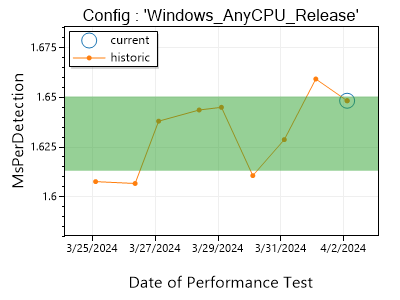 Config : 'Windows_AnyCPU_Release'
current
historic
MsPerDetection
1.675
1.65
1.625
1.6
3/25/2024 3/27/2024 3/29/2024 3/31/2024 4/2/2024
Date of Performance Test